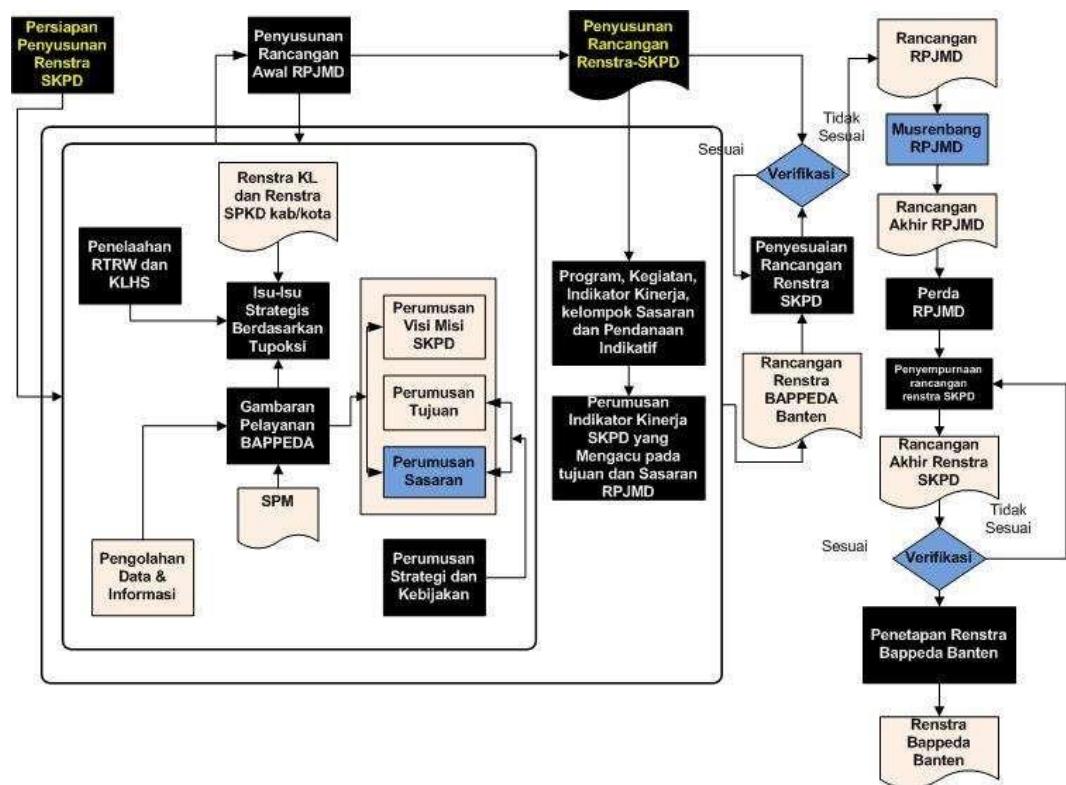 Persiapan
Penyusunan
Renstra
SKPD
Penyusunan
Rancangan
Awal RPJMD
Penyusunan
Rancangan
Renstra-SKPD
Rancangan
RPJMD
Tidak
Sesuai
Sesuai
Verifikasi
Musrenbang
RPJMD
Rancangan
Akhir RPJMD
Renstra KL
dan Renstra
SPKD kab/kota
Penelaahan
RTRW dan
KLHS
Isu-Isu
Strategis
Berdasarkan
Tupoksi
Perumusan
Visi Misi
SKPD
Program, Kegiatan,
Indikator Kinerja,
kelompok Sasaran
dan Pendanaan
Indikatif
Penyesuaian
Rancangan
Renstra
SKPD
Perda
RPJMD
Gambaran
Pelayanan
BAPPEDA
Perumusan
Tujuan
Perumusan
Sasaran
Perumusan
Indikator Kinerja
SKPD yang
Mengacu pada
tujuan dan Sasaran
RPJMD
Rancangan
Renstra
BAPPEDA
Banten
Penyempurnaan
rancangan
renstra SKPD
Rancangan
Akhir Renstra
SKPD
SPM
Pengolahan
Data &
Informasi
Perumusan
Strategi dan
Kebijakan
Tidak
Sesuai
Sesuai
Verifikasi
Penetapan Renstra
Bappeda Banten
Renstra
Bappeda
Banten